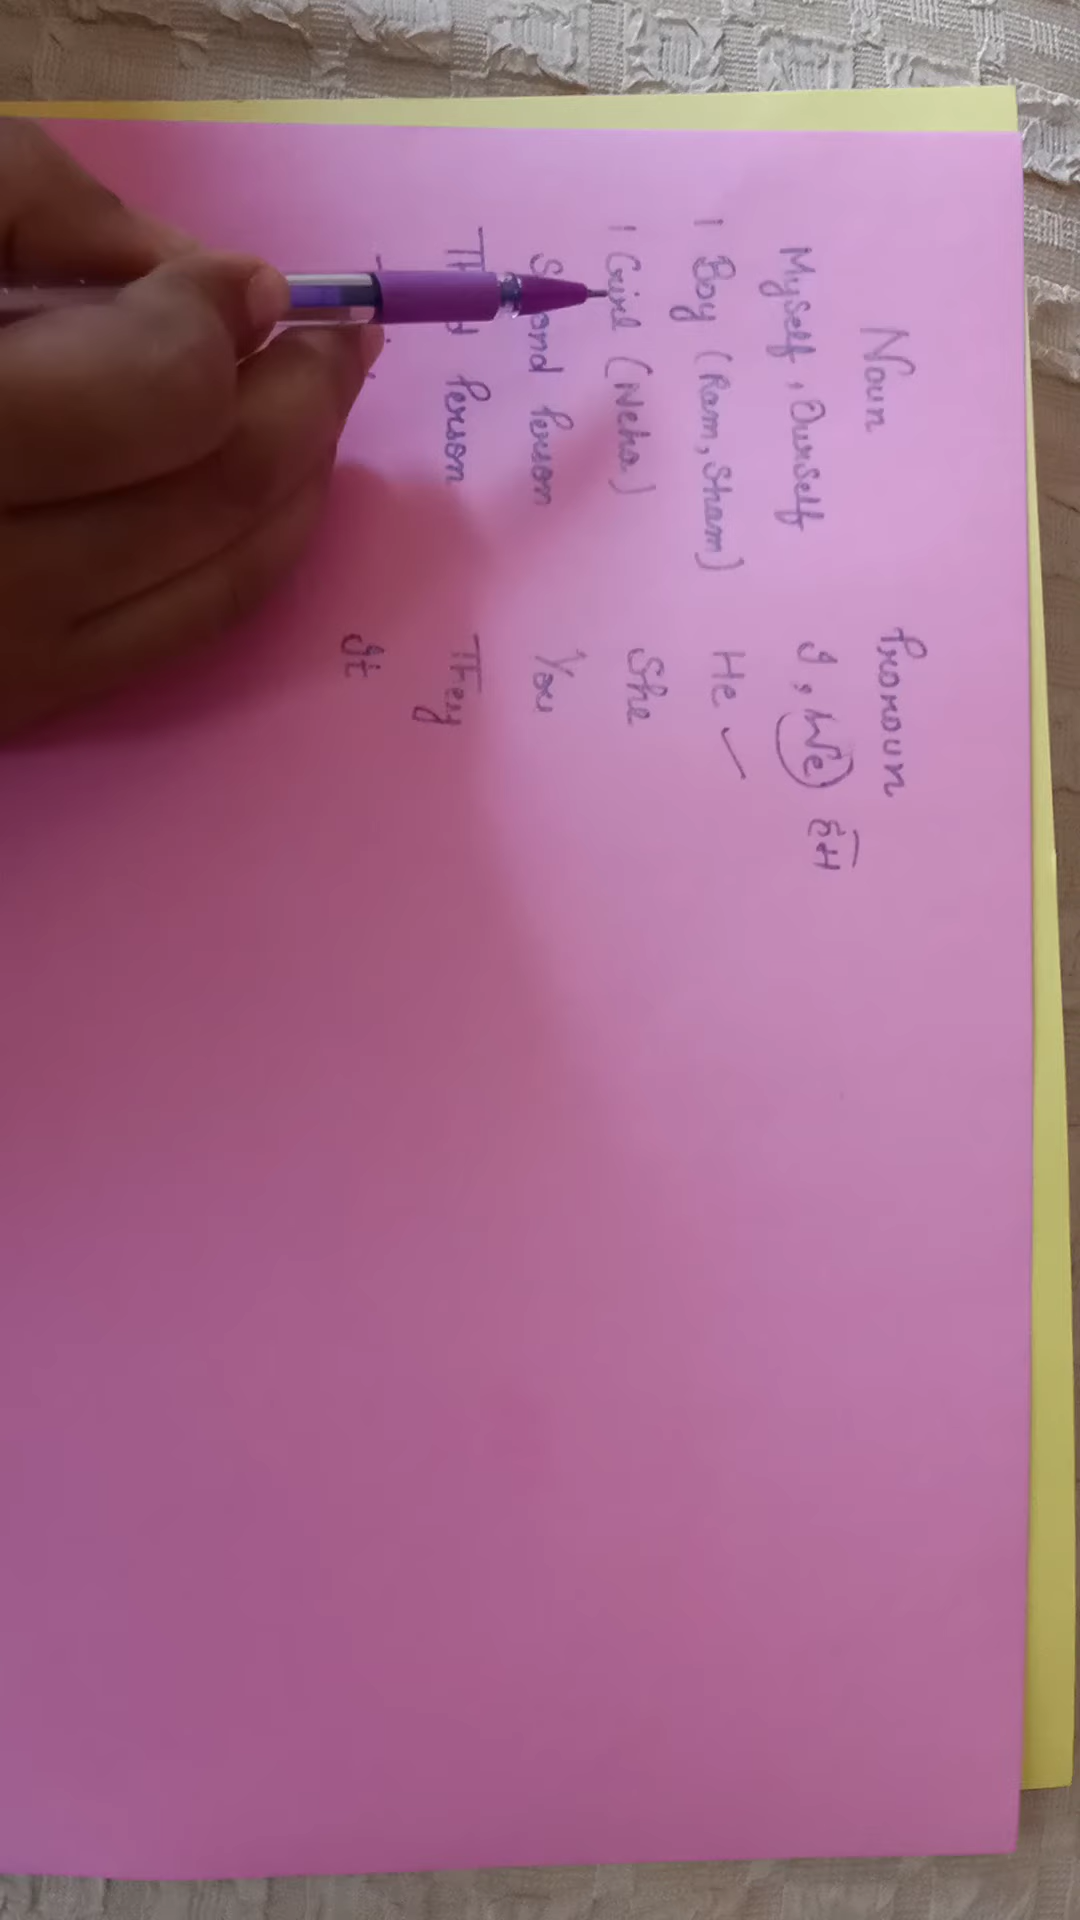 Noun Pronoun
Myself, Ourself I, We हम
1 Boy (Ram, Sham) He ✓
1 Girl (Neha) She
Person You
Person They
It